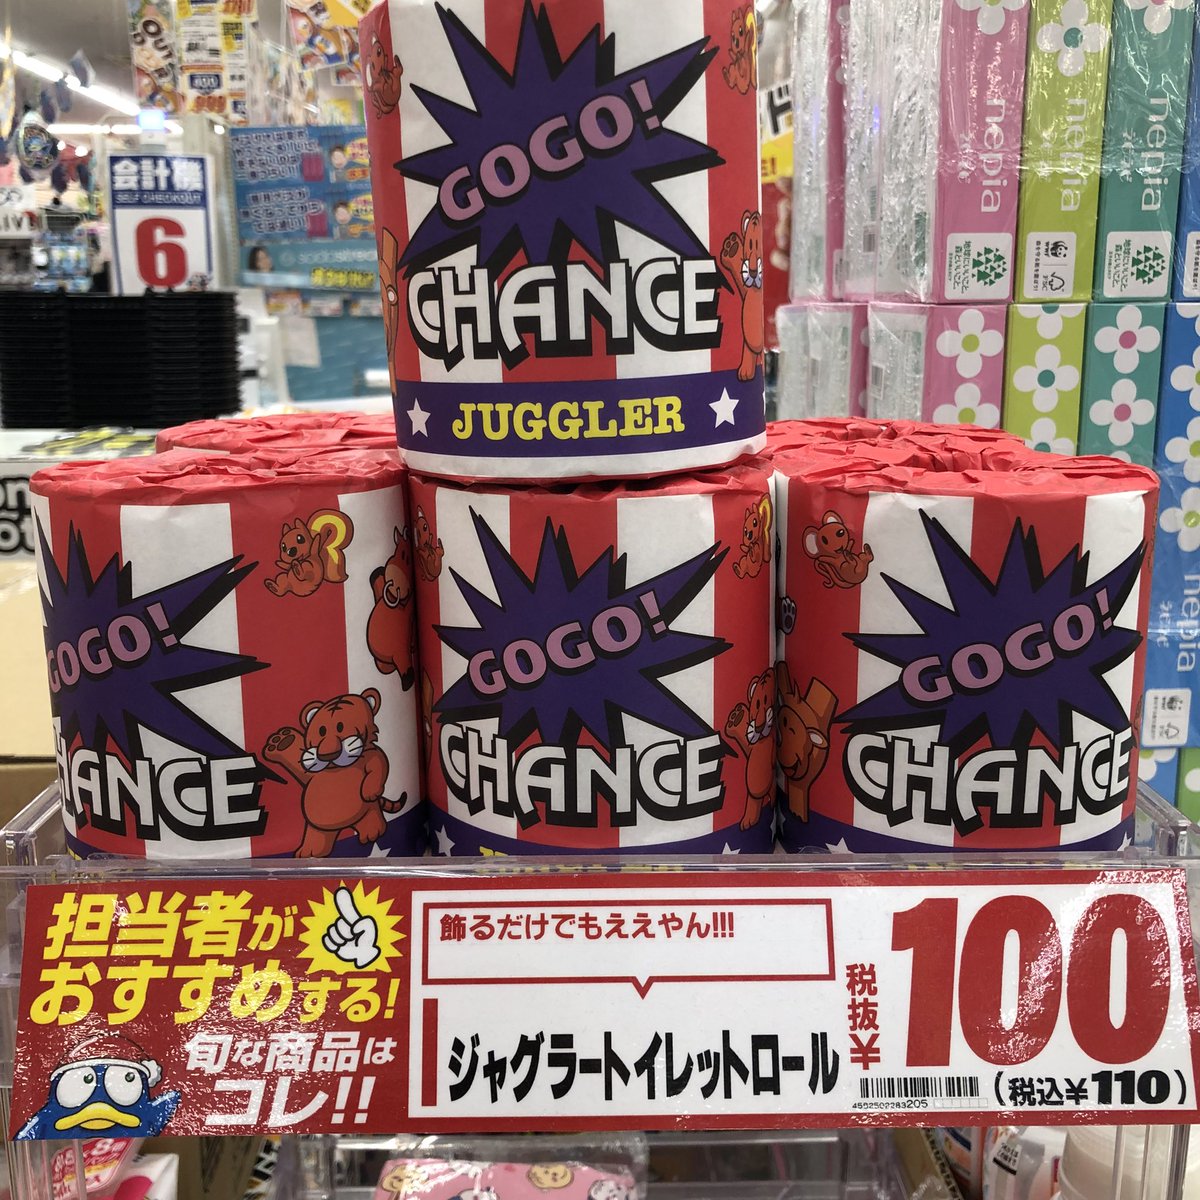 会計機
SELF CHECKOUT
6
nepia
nepia
nepia
GOGO!
CHANCE
JUGGLER
GOGO!
CHANCE
GOGO!
CHANCE
GOGO!
CHANCE
担当者が
おすすめする!
旬な商品は
コレ!!
飾るだけでもええやん!!!
ジャグラートイレットロール
税抜¥
100
(税込¥110)
4592502283205